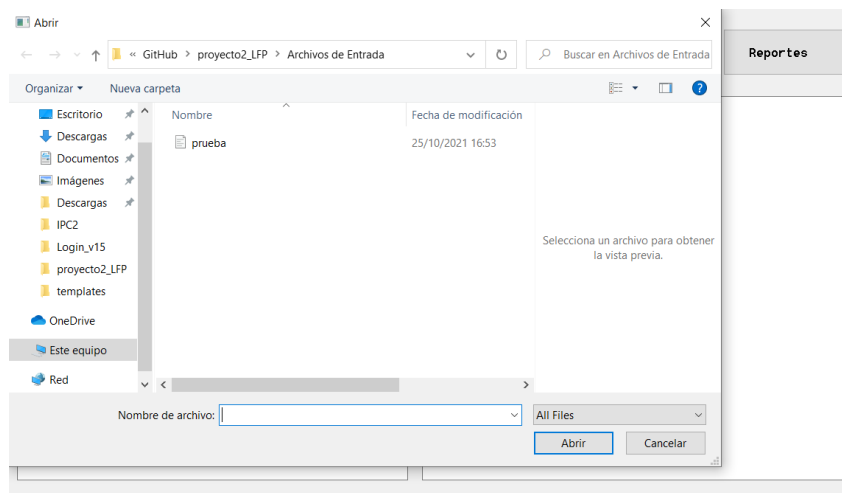 Abrir
« GitHub > proyecto2_LFP > Archivos de Entrada
Buscar en Archivos de Entrada
Reportes
Organizar
Nueva carpeta
Escritorio
Descargas
Documentos
Imágenes
Descargas
IPC2
Login_v15
proyecto2_LFP
templates
OneDrive
Este equipo
Red
Nombre
Fecha de modificación
prueba
25/10/2021 16:53
Selecciona un archivo para obtener
la vista previa.
Nombre de archivo:
All Files
Abrir
Cancelar